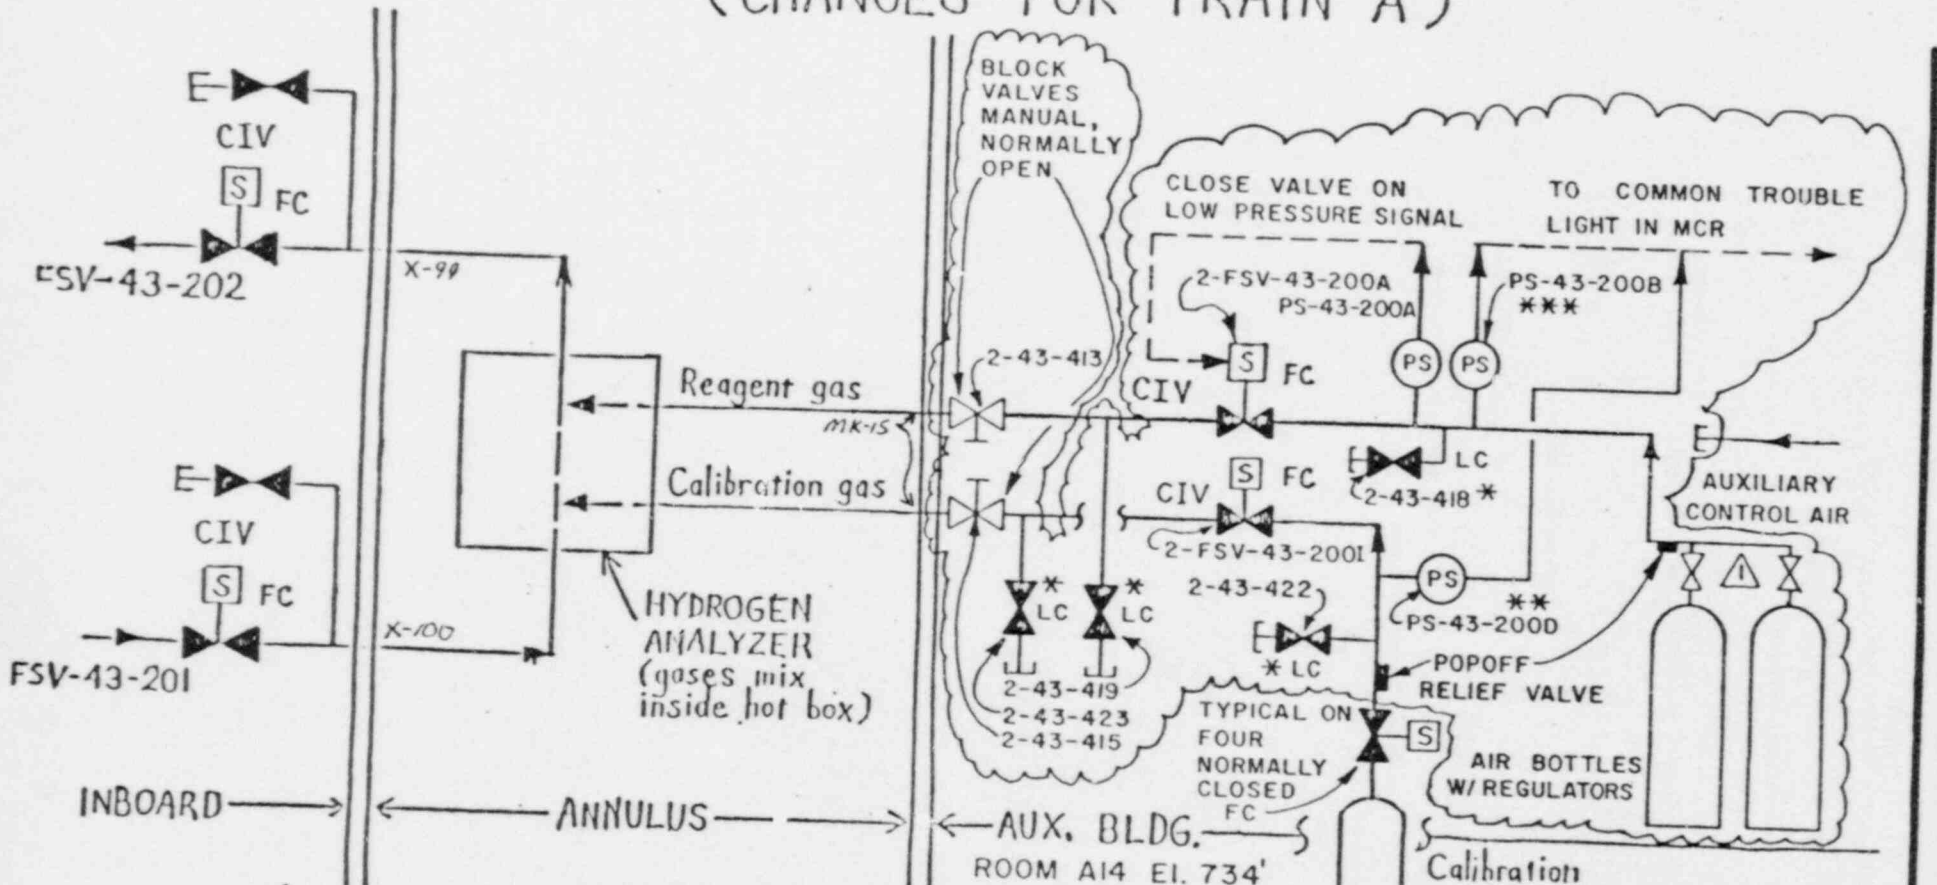 (CHANGES FOR TRAIN A)
BLOCK
VALVES
MANUAL,
NORMALLY
OPEN
CIV
S
FC
FSV-43-202
X-99
CLOSE VALVE ON
LOW PRESSURE SIGNAL
TO COMMON TROUBLE
LIGHT IN MCR
2-FSV-43-200A
PS-43-200A
PS-43-200B
***
2-43-413
S
FC
PS
PS
CIV
Reagent gas
MK-15
Calibration gas
LC
2-43-418 *
AUXILIARY
CONTROL AIR
S
FC
CIV
2-FSV-43-200I
CIV
S
FC
FSV-43-201
X-100
HYDROGEN
ANALYZER
(gases mix
inside hot box)
*
LC
*
LC
2-43-419
2-43-423
2-43-415
2-43-422
* LC
PS
**
PS-43-200D
1
POPOFF
RELIEF VALVE
TYPICAL ON
FOUR
NORMALLY
CLOSED
FC
S
AIR BOTTLES
W/REGULATORS
INBOARD
ANNULUS
AUX. BLDG.
ROOM A14 El. 734'
Calibration